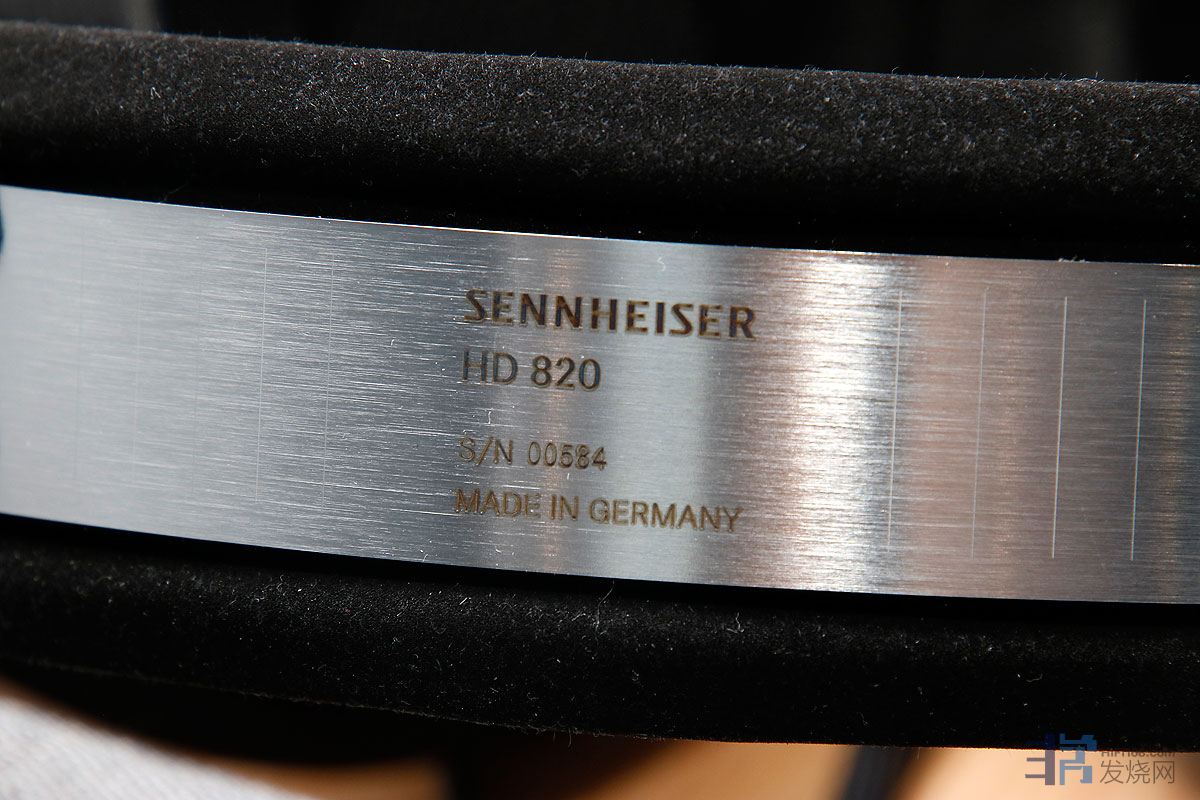 SENNHEISER
HD 820
S/N 00584
MADE IN GERMANY
发烧网